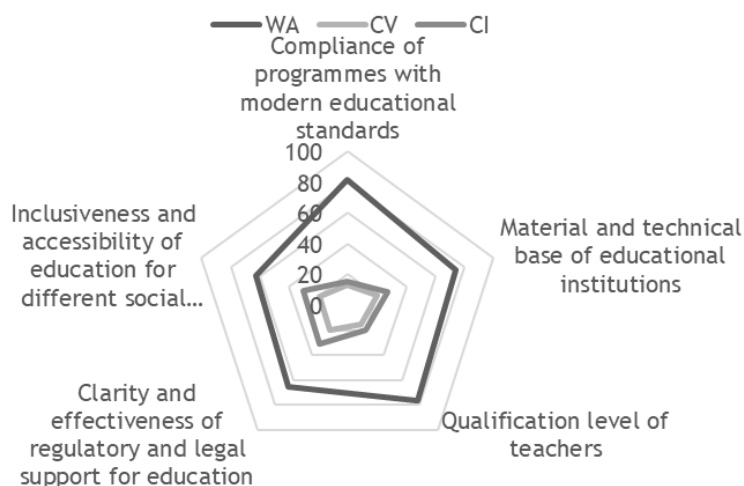 WA CV CI
Compliance of
programmes with
modern educational
standards
100
80
60
40
20
0
Material and technical
base of educational
institutions
Qualification level of
teachers
Clarity and
effectiveness of
regulatory and legal
support for education
Inclusiveness and
accessibility of
education for
different social...